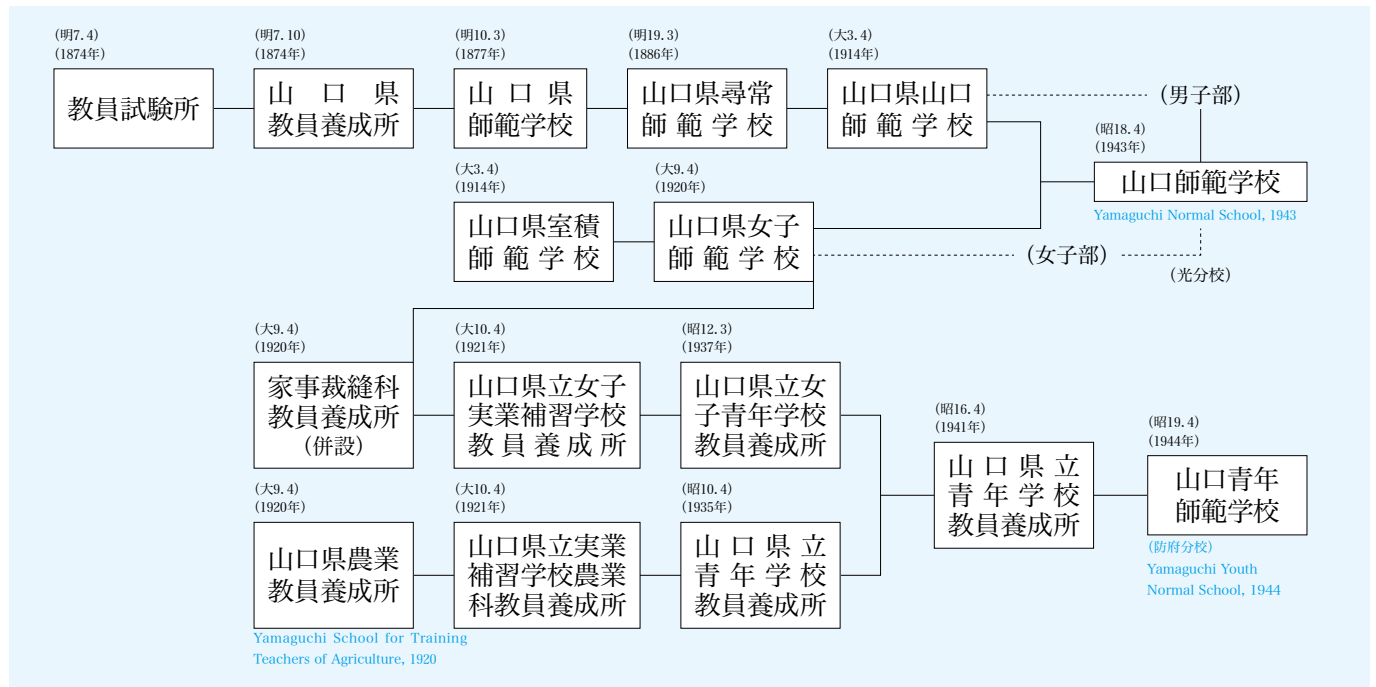 (明7. 4)
(1874年)
教員試験所
(明7. 10)
(1874年)
山口県
教員養成所
(明10. 3)
(1877年)
山口県
師範学校
(明19. 3)
(1886年)
山口県尋常
師範学校
(大3. 4)
(1914年)
山口県山口
師範学校
(男子部)
(昭18. 4)
(1943年)
山口師範学校
Yamaguchi Normal School, 1943
(大3. 4)
(1914年)
山口県室積
師範学校
(大9. 4)
(1920年)
山口県女子
師範学校
(女子部)
(光分校)
(大9. 4)
(1920年)
家事裁縫科
教員養成所
(併設)
(大10. 4)
(1921年)
山口県立女子
実業補習学校
教員養成所
(昭12. 3)
(1937年)
山口県立女
子青年学校
教員養成所
(昭16. 4)
(1941年)
山口県立
青年学校
教員養成所
(昭19. 4)
(1944年)
山口青年
師範学校
(防府分校)
Yamaguchi Youth
Normal School, 1944
(大9. 4)
(1920年)
山口県農業
教員養成所
Yamaguchi School for Training
Teachers of Agriculture, 1920
(大10. 4)
(1921年)
山口県立実業
補習学校農業
科教員養成所
(昭10. 4)
(1935年)
山口県立
青年学校
教員養成所